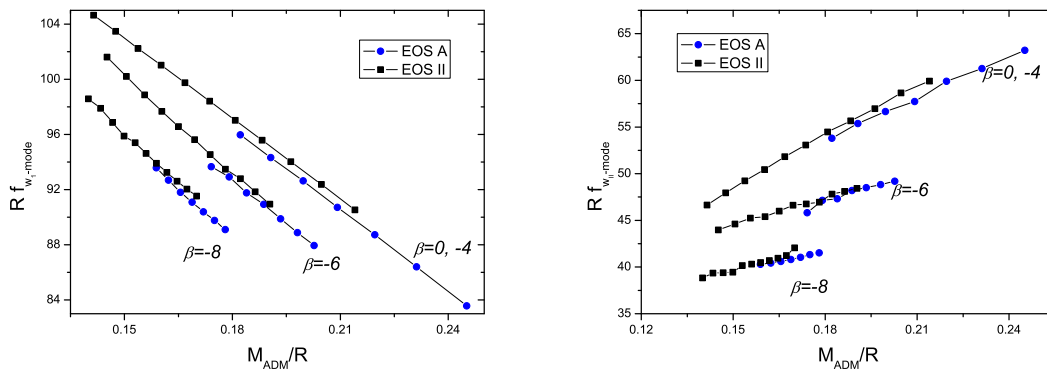 104
100
96
92
88
84
0.15
0.18
0.21
0.24
R f w_I-mode
M_ADM/R
EOS A
EOS II
β=-8
β=-6
β=0, -4
65
60
55
50
45
40
35
0.12
0.15
0.18
0.21
0.24
R f w_II-mode
M_ADM/R
EOS A
EOS II
β=0, -4
β=-6
β=-8